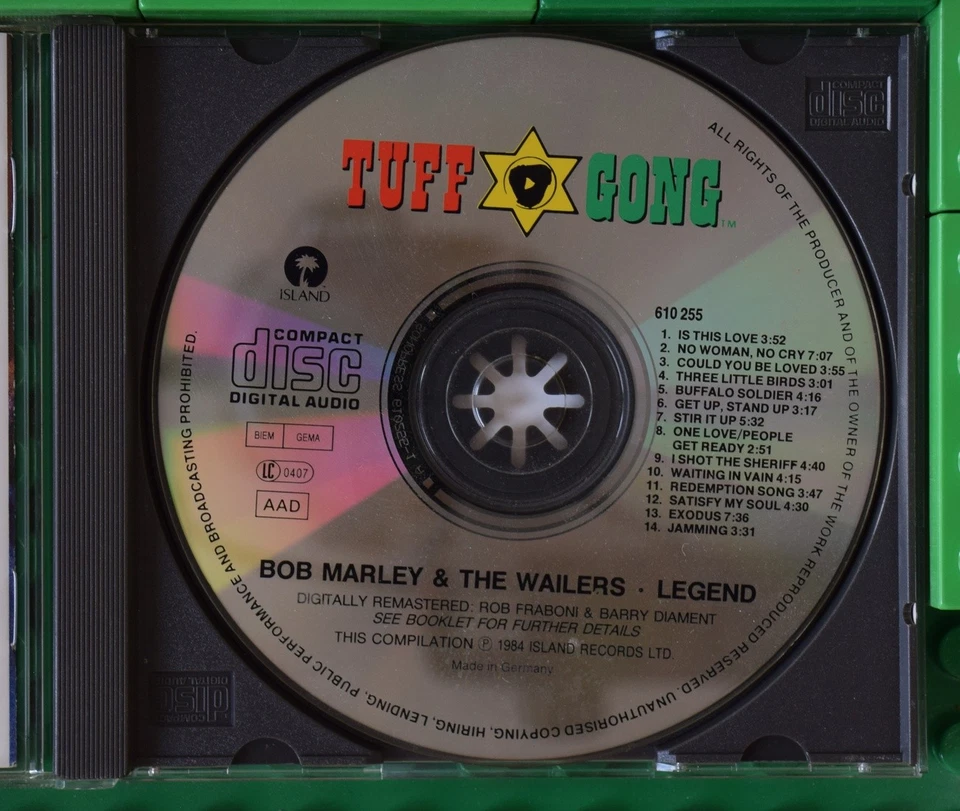 COMPACT
disc
DIGITAL AUDIO
TUFF GONG™
ISLAND
COMPACT
disc
DIGITAL AUDIO
BIEM GEMA
LC 0407
AAD
610 255
1. IS THIS LOVE 3:52
2. NO WOMAN, NO CRY 7:07
3. COULD YOU BE LOVED 3:55
4. THREE LITTLE BIRDS 3:01
5. BUFFALO SOLDIER 4:16
6. GET UP, STAND UP 3:17
7. STIR IT UP 5:32
8. ONE LOVE/PEOPLE
GET READY 2:51
9. I SHOT THE SHERIFF 4:40
10. WAITING IN VAIN 4:15
11. REDEMPTION SONG 3:47
12. SATISFY MY SOUL 4:30
13. EXODUS 7:36
14. JAMMING 3:31
BOB MARLEY & THE WAILERS · LEGEND
DIGITALLY REMASTERED: ROB FRABONI & BARRY DIAMENT
SEE BOOKLET FOR FURTHER DETAILS
THIS COMPILATION Ⓟ 1984 ISLAND RECORDS LTD.
Made in Germany
ALL RIGHTS OF THE PRODUCER AND OF THE OWNER OF THE WORK REPRODUCED RESERVED. UNAUTHORISED COPYING, HIRING, LENDING, PUBLIC PERFORMANCE AND BROADCASTING PROHIBITED.
COMPACT
disc
DIGITAL AUDIO